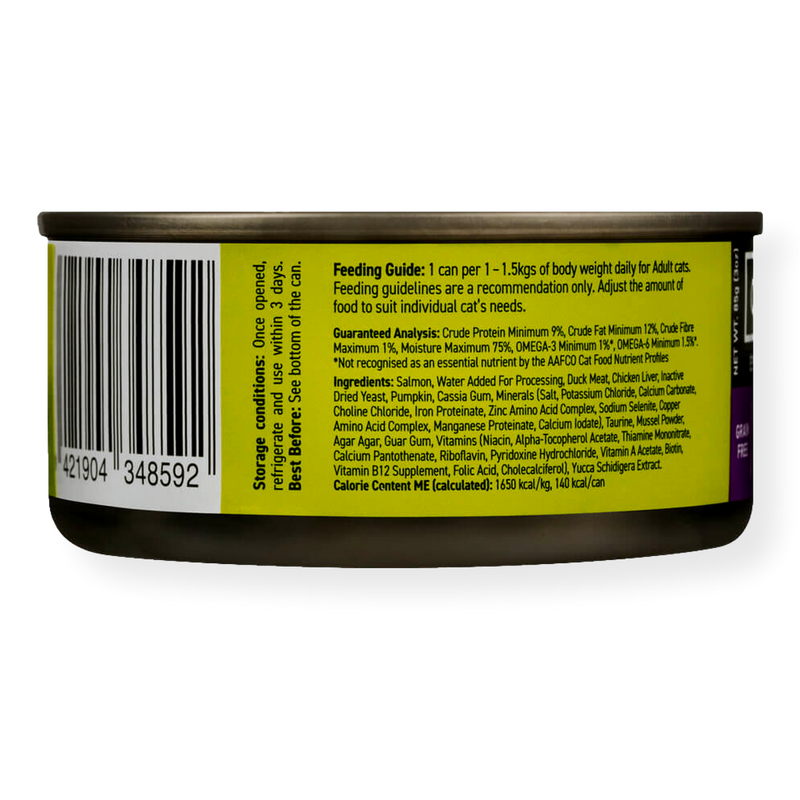 421904 348592
Storage conditions: Once opened,
refrigerate and use within 3 days.
Best Before: See bottom of the can.
Feeding Guide: 1 can per 1 – 1.5kgs of body weight daily for Adult cats.
Feeding guidelines are a recommendation only. Adjust the amount of
food to suit individual cat's needs.
Guaranteed Analysis: Crude Protein Minimum 9%, Crude Fat Minimum 12%, Crude Fibre
Maximum 1%, Moisture Maximum 75%, OMEGA-3 Minimum 1%*, OMEGA-6 Minimum 1.5%*.
*Not recognised as an essential nutrient by the AAFCO Cat Food Nutrient Profiles
Ingredients: Salmon, Water Added For Processing, Duck Meat, Chicken Liver, Inactive
Dried Yeast, Pumpkin, Cassia Gum, Minerals (Salt, Potassium Chloride, Calcium Carbonate,
Choline Chloride, Iron Proteinate, Zinc Amino Acid Complex, Sodium Selenite, Copper
Amino Acid Complex, Manganese Proteinate, Calcium Iodate), Taurine, Mussel Powder,
Agar Agar, Guar Gum, Vitamins (Niacin, Alpha-Tocopherol Acetate, Thiamine Mononitrate,
Calcium Pantothenate, Riboflavin, Pyridoxine Hydrochloride, Vitamin A Acetate, Biotin,
Vitamin B12 Supplement, Folic Acid, Cholecalciferol), Yucca Schidigera Extract.
Calorie Content ME (calculated): 1650 kcal/kg, 140 kcal/can
NET WT. 85g (3oz)
GRAIN
FREE